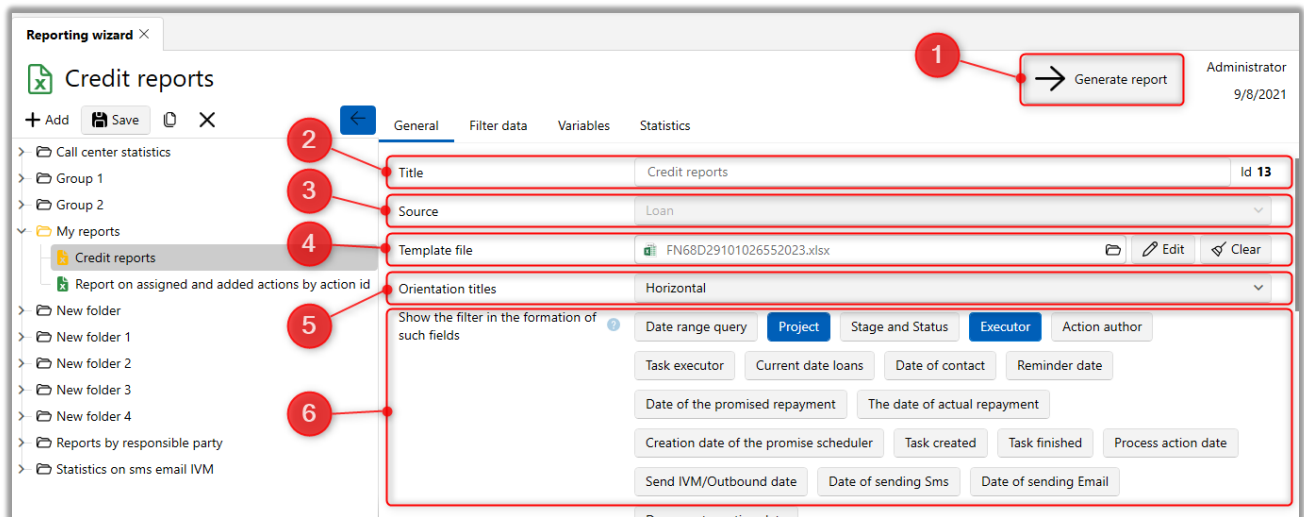 Reporting wizard
1
Credit reports
Generate report
Administrator
9/8/2021
Add
Save
General
Filter data
Variables
Statistics
2
Title
Credit reports
Id 13
3
Source
Loan
4
Template file
FN68D29101026552023.xlsx
Edit
Clear
5
Orientation titles
Horizontal
6
Show the filter in the formation of
such fields
?
Date range query
Project
Stage and Status
Executor
Action author
Task executor
Current date loans
Date of contact
Reminder date
Date of the promised repayment
The date of actual repayment
Creation date of the promise scheduler
Task created
Task finished
Process action date
Send IVM/Outbound date
Date of sending Sms
Date of sending Email
Call center statistics
Group 1
Group 2
My reports
Credit reports
Report on assigned and added actions by action id
New folder
New folder 1
New folder 2
New folder 3
New folder 4
Reports by responsible party
Statistics on sms email IVM